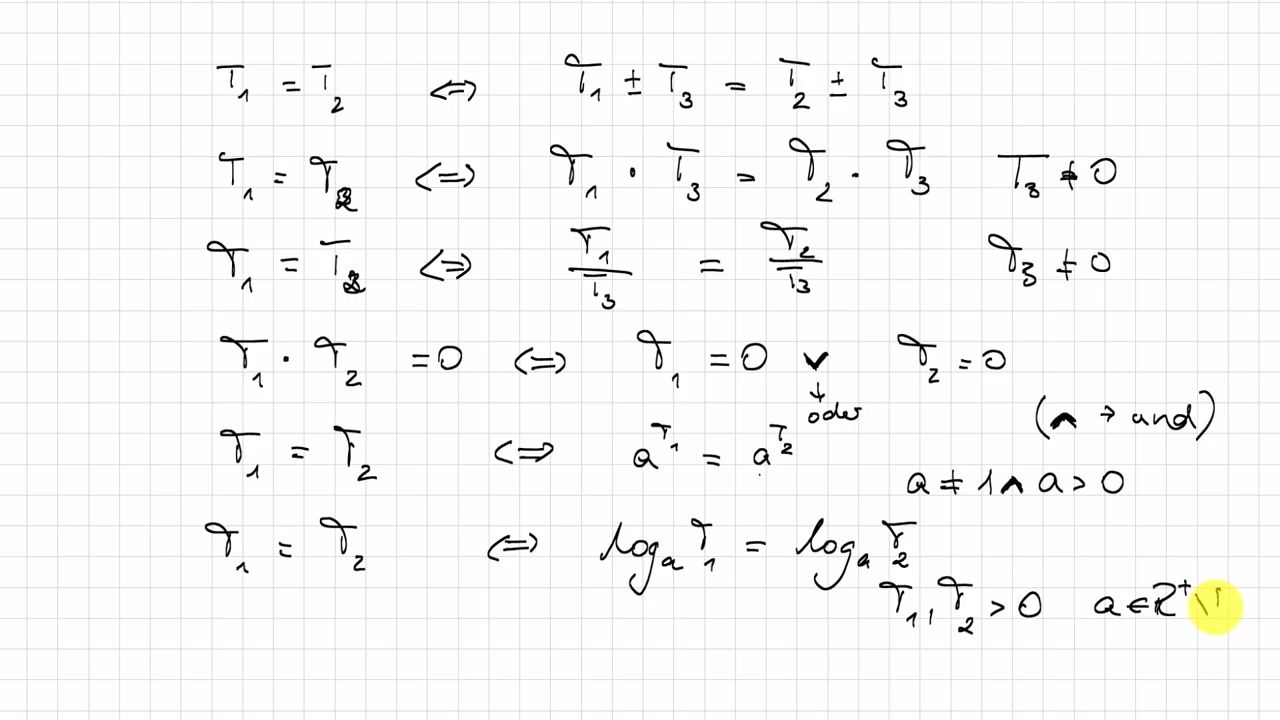 T₁ = T₂ ⇔ T₁ ± T₃ = T₂ ± T₃
T₁ = T₂ ⇔ T₁ · T₃ = T₂ · T₃ T₃ ≠ 0
T₁ = T₂ ⇔ T₁/T₃ = T₂/T₃ T₃ ≠ 0
T₁ · T₂ = 0 ⇔ T₁ = 0 ∨ T₂ = 0
↓
oder
(∧ → und)
T₁ = T₂ ⇔ a^T₁ = a^T₂
a ≠ 1 ∧ a > 0
T₁ = T₂ ⇔ logₐ T₁ = logₐ T₂
T₁, T₂ > 0 a ∈ ℝ⁺ \